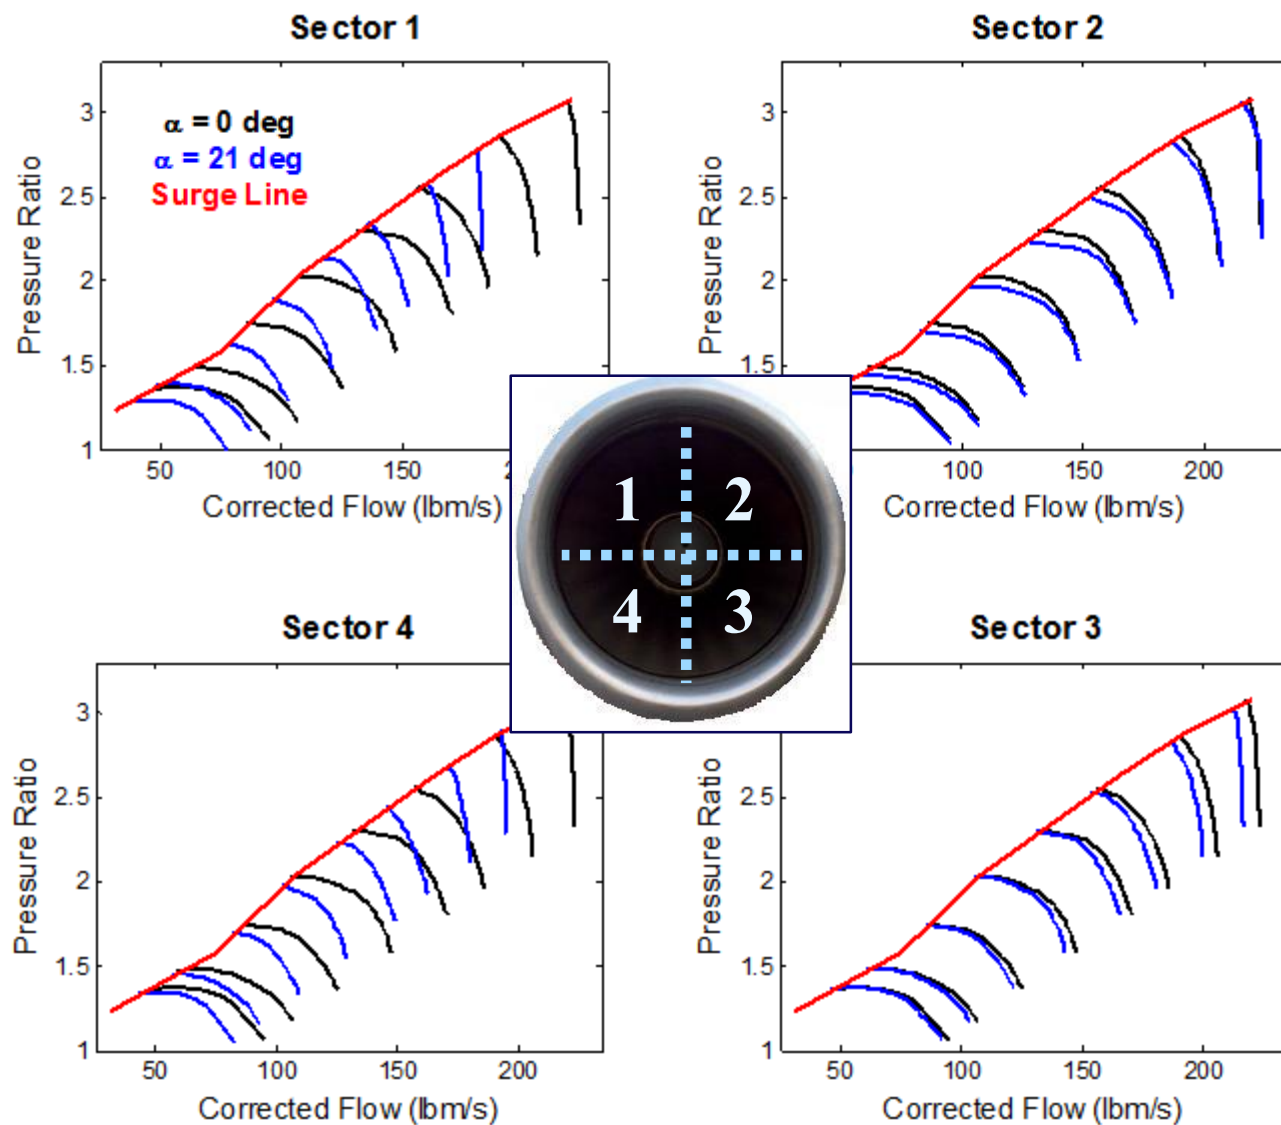 Sector 1
Pressure Ratio
3
2.5
2
1.5
1
α = 0 deg
α = 21 deg
Surge Line
50
100
150
Corrected Flow (lbm/s)
Sector 2
Pressure Ratio
3
2.5
2
1.5
100
150
200
Corrected Flow (lbm/s)
1
2
4
3
Sector 4
Pressure Ratio
3
2.5
2
1.5
1
50
100
150
200
Corrected Flow (lbm/s)
Sector 3
Pressure Ratio
3
2.5
2
1.5
1
50
100
150
200
Corrected Flow (lbm/s)